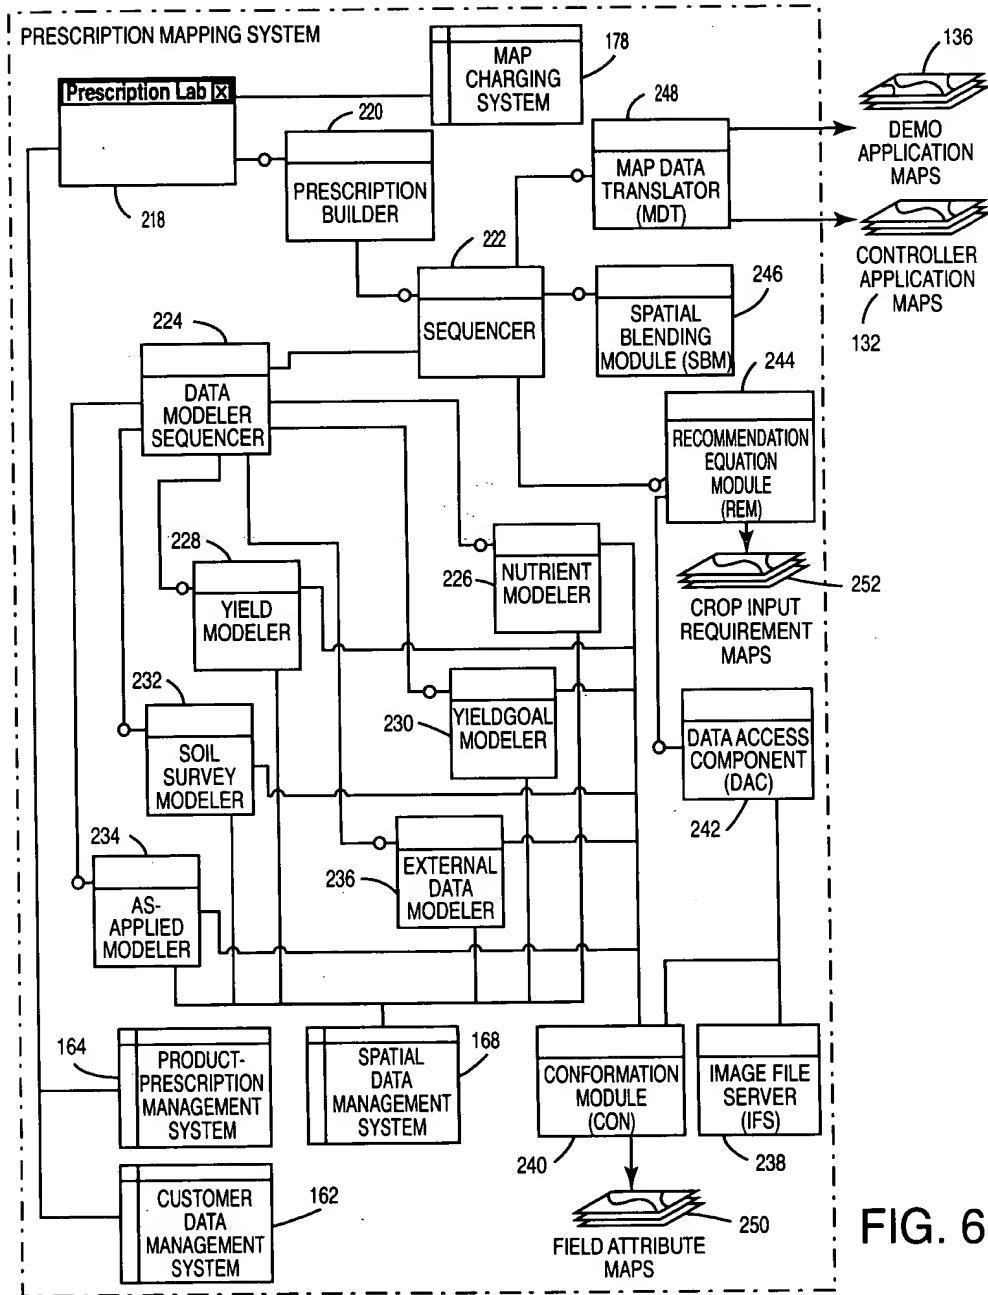 PRESCRIPTION MAPPING SYSTEM
Prescription Lab X
218
MAP
CHARGING
SYSTEM
178
220
PRESCRIPTION
BUILDER
248
MAP DATA
TRANSLATOR
(MDT)
136
DEMO
APPLICATION
MAPS
CONTROLLER
APPLICATION
MAPS
132
222
SEQUENCER
246
SPATIAL
BLENDING
MODULE (SBM)
224
DATA
MODELER
SEQUENCER
244
RECOMMENDATION
EQUATION
MODULE
(REM)
252
CROP INPUT
REQUIREMENT
MAPS
228
YIELD
MODELER
226
NUTRIENT
MODELER
232
SOIL
SURVEY
MODELER
230
YIELDGOAL
MODELER
DATA ACCESS
COMPONENT
(DAC)
242
234
AS-
APPLIED
MODELER
236
EXTERNAL
DATA
MODELER
164
PRODUCT-
PRESCRIPTION
MANAGEMENT
SYSTEM
168
SPATIAL
DATA
MANAGEMENT
SYSTEM
CONFORMATION
MODULE
(CON)
240
IMAGE FILE
SERVER
(IFS)
238
162
CUSTOMER
DATA
MANAGEMENT
SYSTEM
250
FIELD ATTRIBUTE
MAPS
FIG. 6